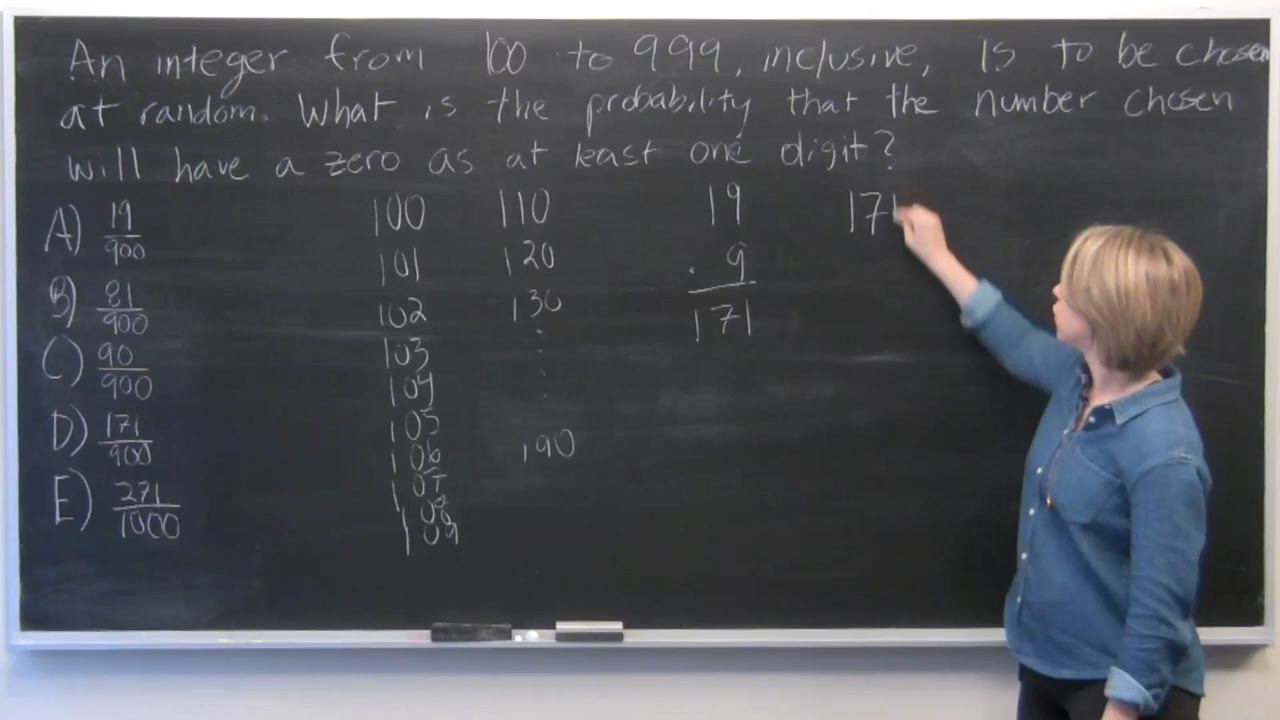 An integer from 100 to 999, inclusive, is to be chosen
at random. What is the probability that the number chosen
will have a zero as at least one digit?
A) 19/900
B) 81/900
C) 90/900
D) 171/900
E) 271/1000
100
101
102
103
104
105
106
107
108
109
110
120
130
.
.
.
190
19
. 9
171
171